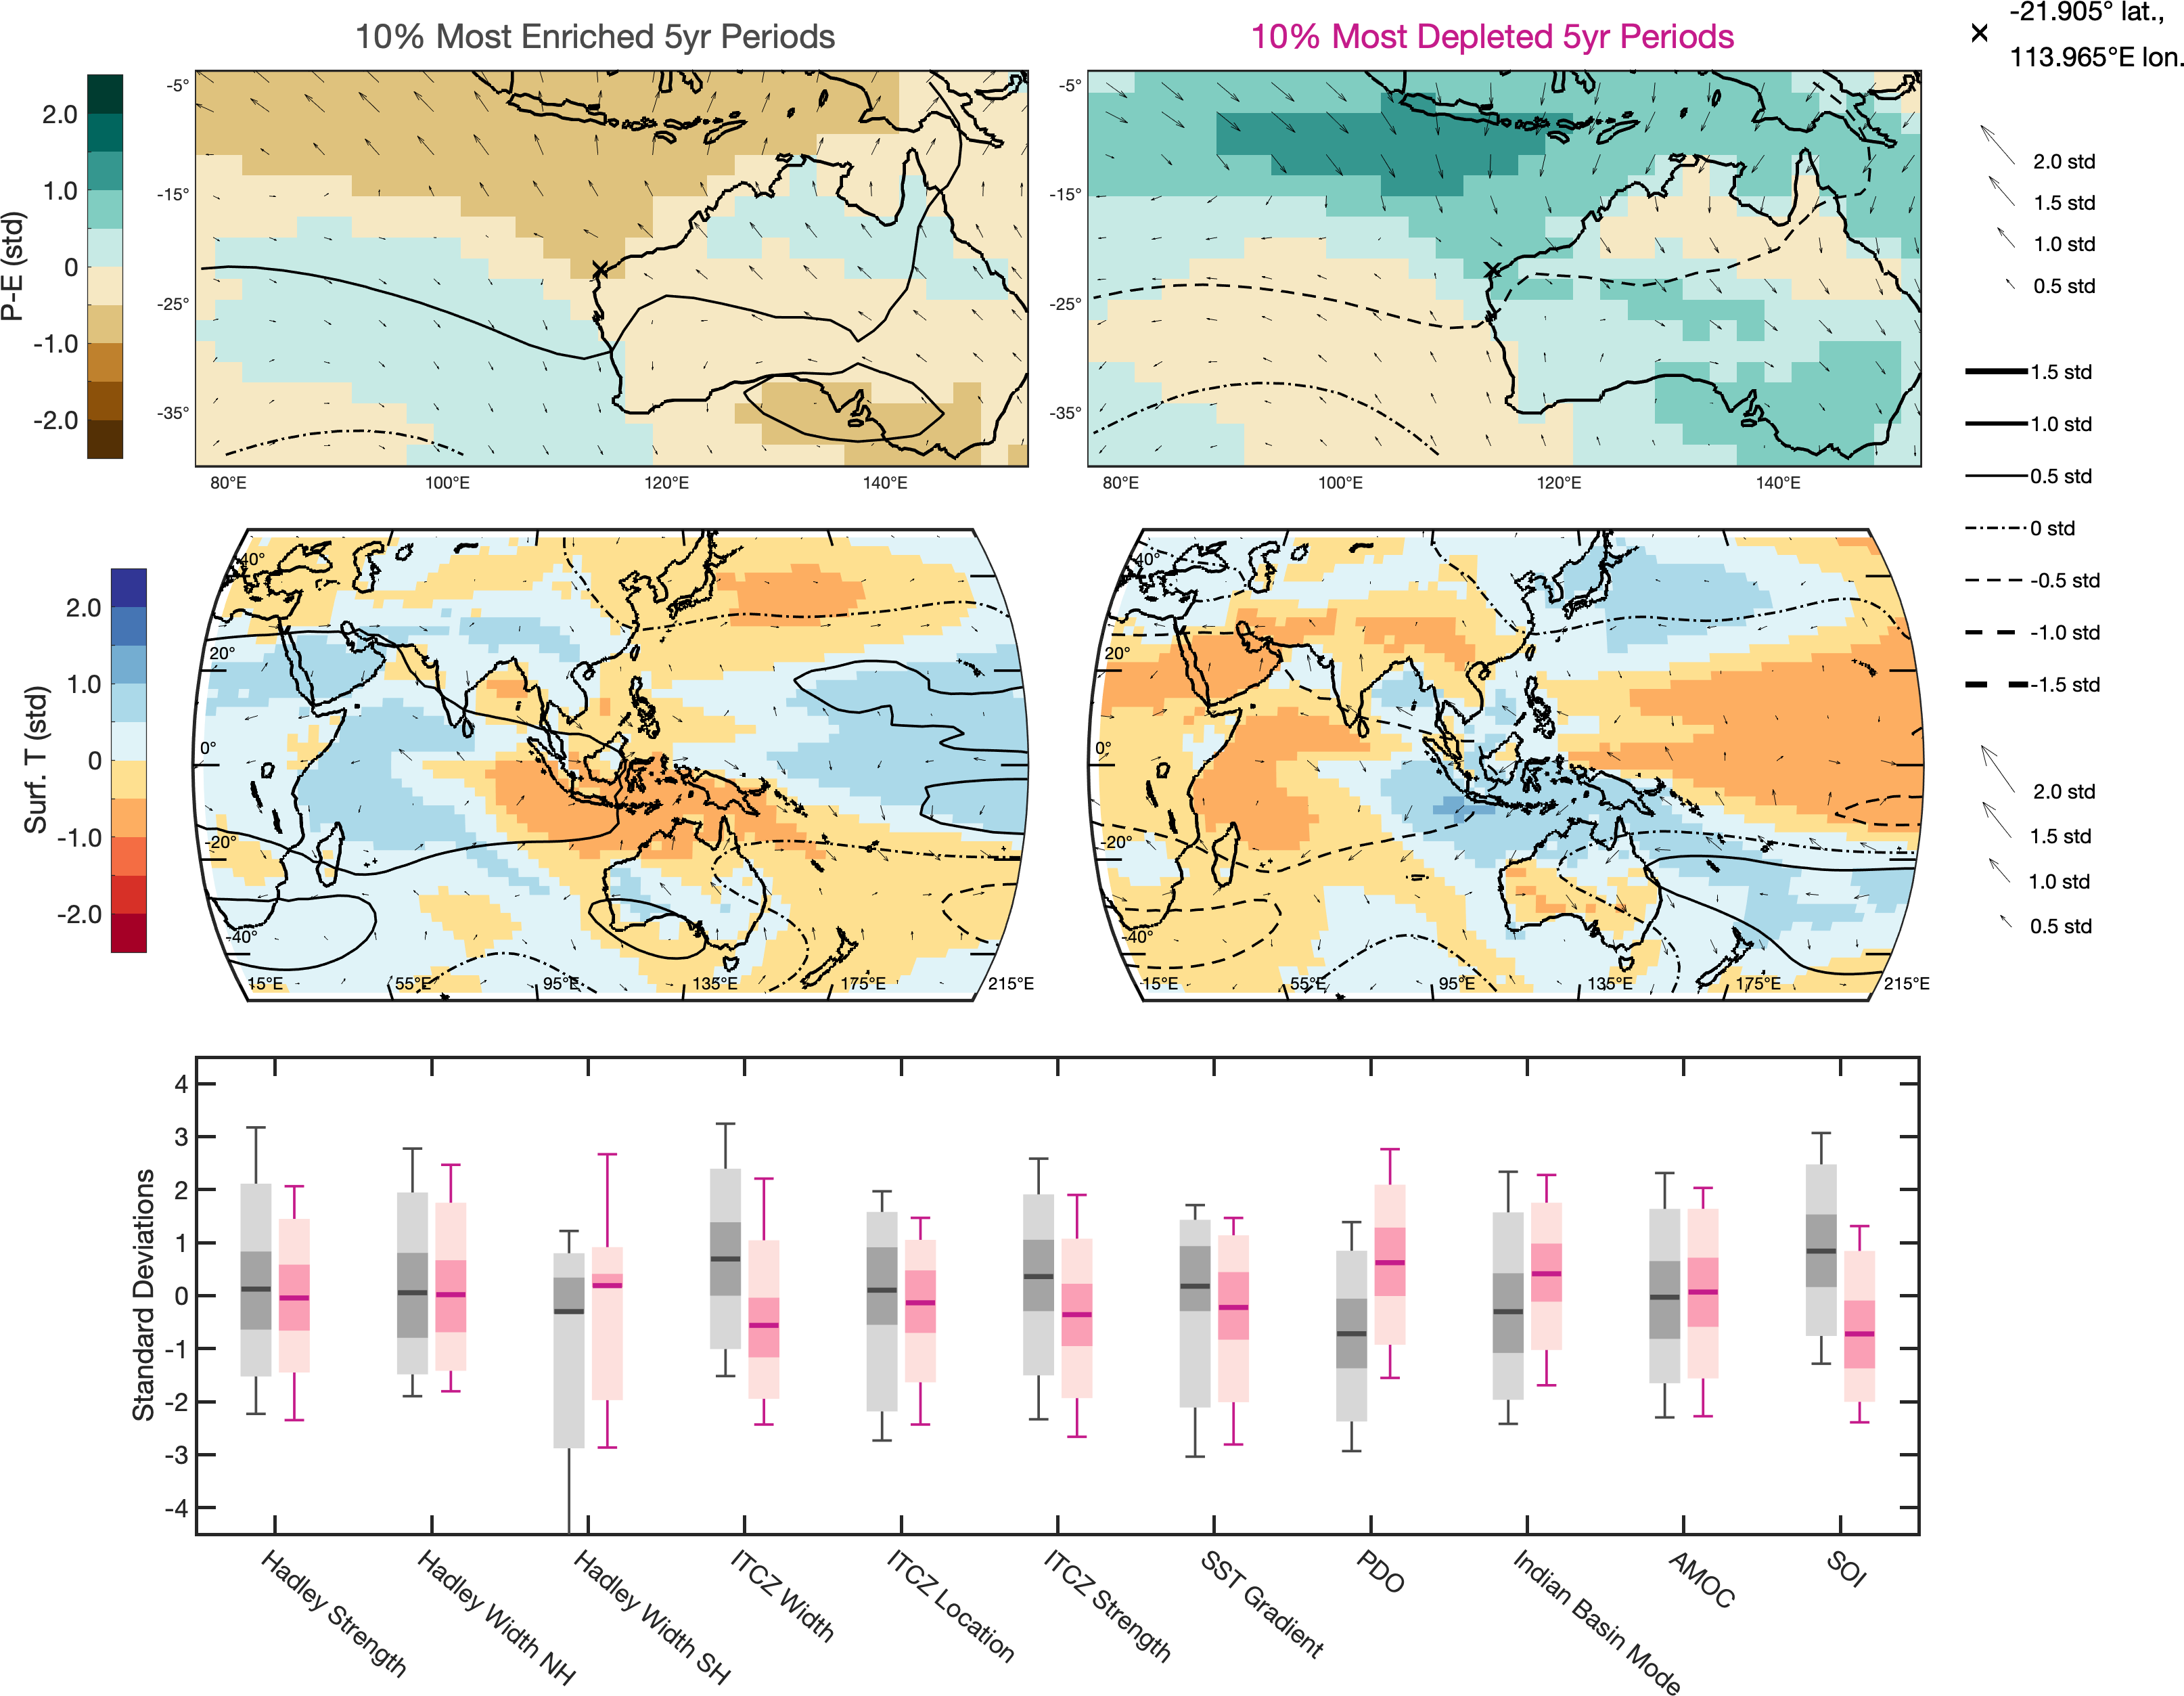 10% Most Enriched 5yr Periods
10% Most Depleted 5yr Periods
-21.905° lat.,
113.965°E lon.
P-E (std)
2.0
1.0
0
-1.0
-2.0
-5°
-15°
-25°
-35°
80°E
100°E
120°E
140°E
-5°
-15°
-25°
-35°
80°E
100°E
120°E
140°E
2.0 std
1.5 std
1.0 std
0.5 std
1.5 std
1.0 std
0.5 std
0 std
-0.5 std
-1.0 std
-1.5 std
2.0 std
1.5 std
1.0 std
0.5 std
Surf. T (std)
2.0
1.0
0
-1.0
-2.0
40°
20°
0°
-20°
-40°
15°E
55°E
95°E
135°E
175°E
215°E
40°
20°
0°
-20°
-40°
15°E
55°E
95°E
135°E
175°E
215°E
Standard Deviations
4
3
2
1
0
-1
-2
-3
-4
Hadley Strength
Hadley Width NH
Hadley Width SH
ITCZ Width
ITCZ Location
ITCZ Strength
SST Gradient
PDO
Indian Basin Mode
AMOC
SOI